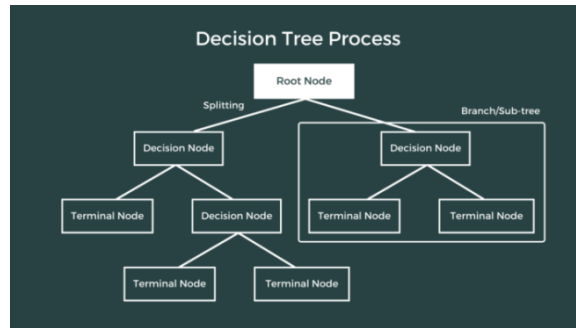 Decision Tree Process
Root Node
Splitting
Branch/Sub-tree
Decision Node
Decision Node
Terminal Node
Decision Node
Terminal Node
Terminal Node
Terminal Node
Terminal Node